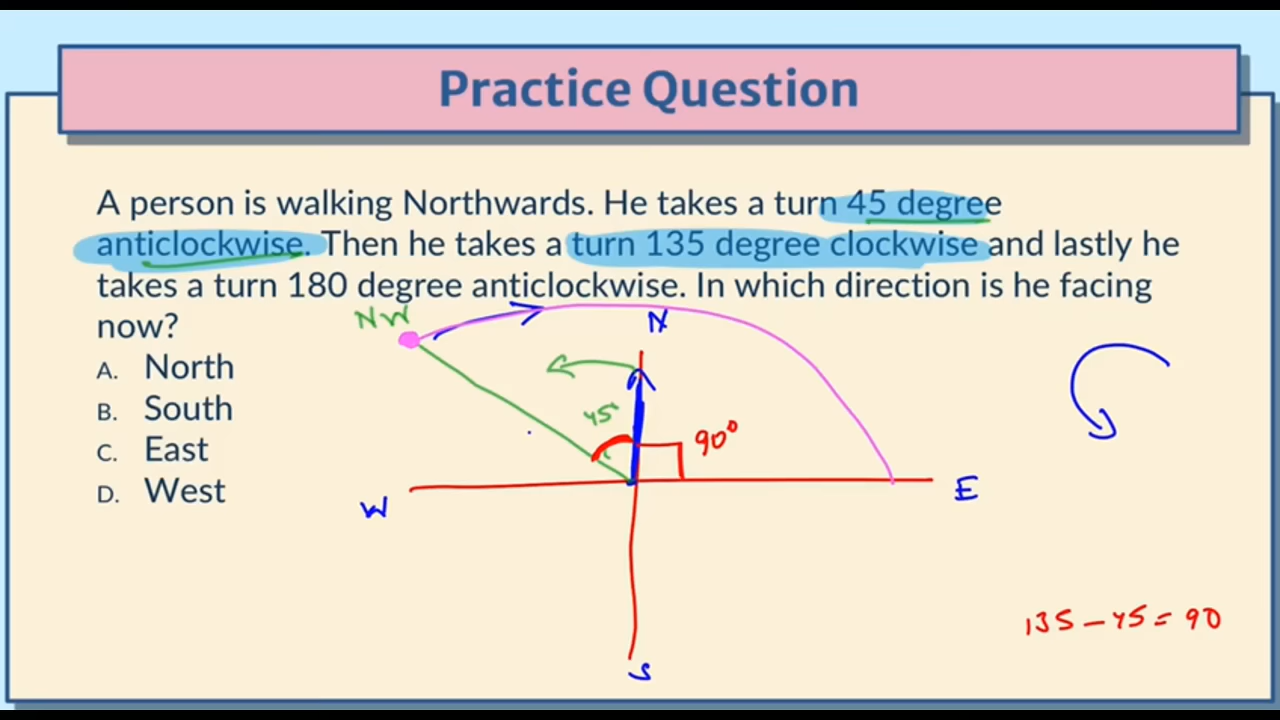 Practice Question
A person is walking Northwards. He takes a turn 45 degree
anticlockwise. Then he takes a turn 135 degree clockwise and lastly he
takes a turn 180 degree anticlockwise. In which direction is he facing
now?
NW
N
A. North
B. South
45°
90°
C. East
D. West
W
E
135 - 45 = 90
S